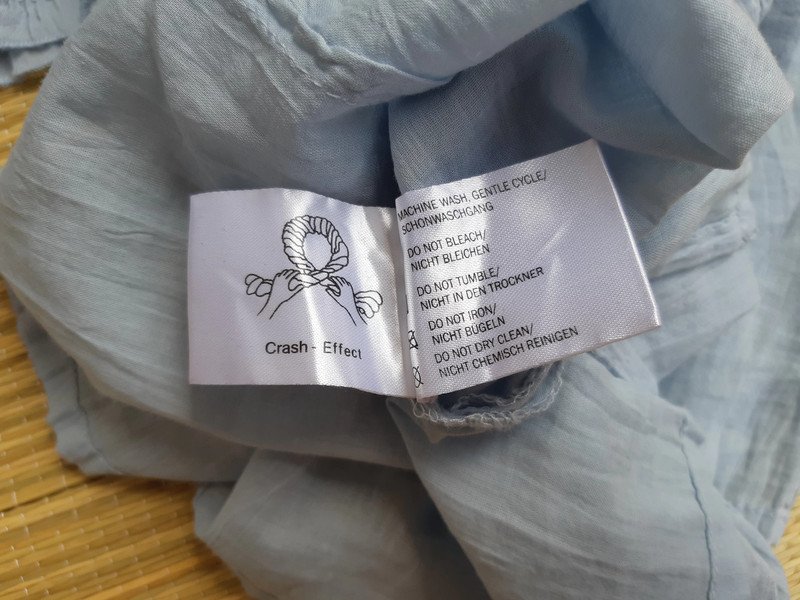 Crash - Effect
MACHINE WASH, GENTLE CYCLE/
SCHONWASCHGANG
DO NOT BLEACH/
NICHT BLEICHEN
DO NOT TUMBLE/
NICHT IN DEN TROCKNER
DO NOT IRON/
NICHT BÜGELN
DO NOT DRY CLEAN/
NICHT CHEMISCH REINIGEN